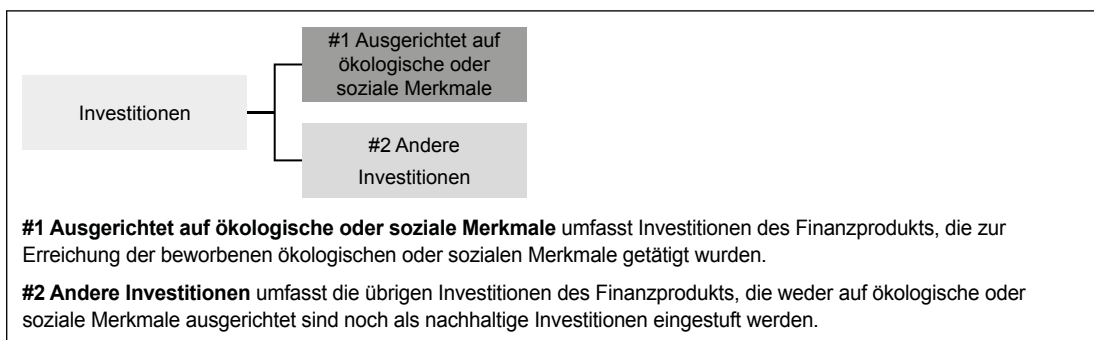 #1 Ausgerichtet auf
ökologische oder
soziale Merkmale
Investitionen
#2 Andere
Investitionen
#1 Ausgerichtet auf ökologische oder soziale Merkmale umfasst Investitionen des Finanzprodukts, die zur
Erreichung der beworbenen ökologischen oder sozialen Merkmale getätigt wurden.
#2 Andere Investitionen umfasst die übrigen Investitionen des Finanzprodukts, die weder auf ökologische oder
soziale Merkmale ausgerichtet sind noch als nachhaltige Investitionen eingestuft werden.